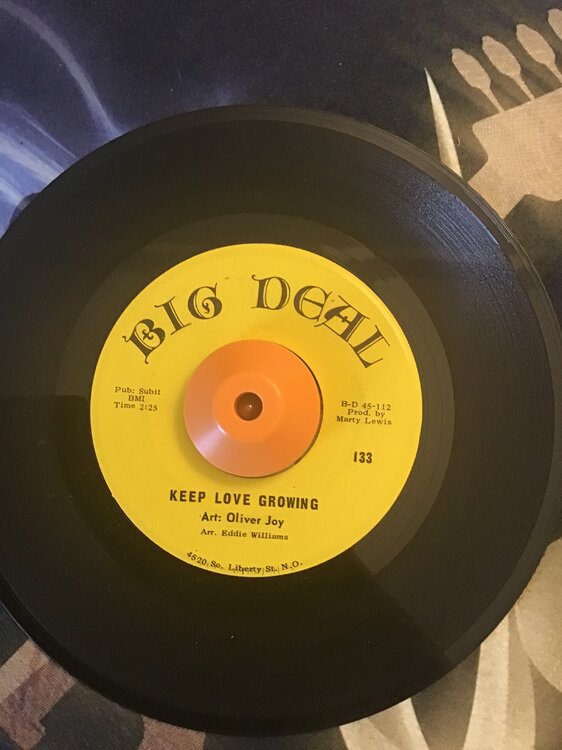 BIG DEAL
Pub: Subit
BMI
Time 2:25
B-D 45-112
Prod. by
Marty Lewis
133
KEEP LOVE GROWING
Art: Oliver Joy
Arr. Eddie Williams
4520 So. Liberty St. N.O.